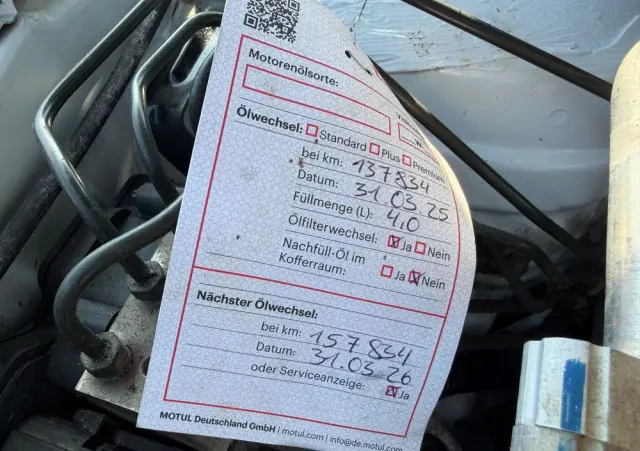 Motorenölsorte:
W.
Ölwechsel: Standard Plus Premium
bei km: 137834
Datum: 31.03.25
Füllmenge (L): 4,0
Ölfilterwechsel: Ja Nein
Nachfüll-Öl im
Kofferraum: Ja Nein
Nächster Ölwechsel:
bei km: 157834
Datum: 31.03.26
oder Serviceanzeige: Ja
MOTUL Deutschland GmbH | motul.com | info@de.motul.com